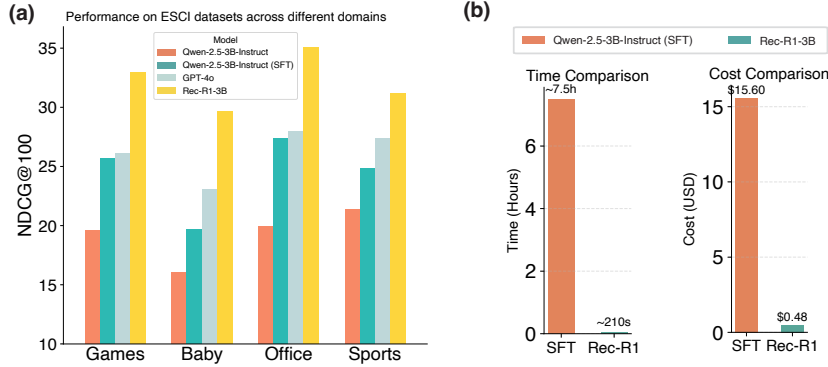 (a)
Performance on ESCI datasets across different domains
Model
Qwen-2.5-3B-Instruct
Qwen-2.5-3B-Instruct (SFT)
GPT-4o
Rec-R1-3B
NDCG@100
35
30
25
20
15
10
Games Baby Office Sports
(b)
Qwen-2.5-3B-Instruct (SFT) Rec-R1-3B
Time Comparison
~7.5h
Time (Hours)
6
4
2
0
~210s
SFT Rec-R1
Cost Comparison
$15.60
Cost (USD)
15
10
5
0
$0.48
SFT Rec-R1